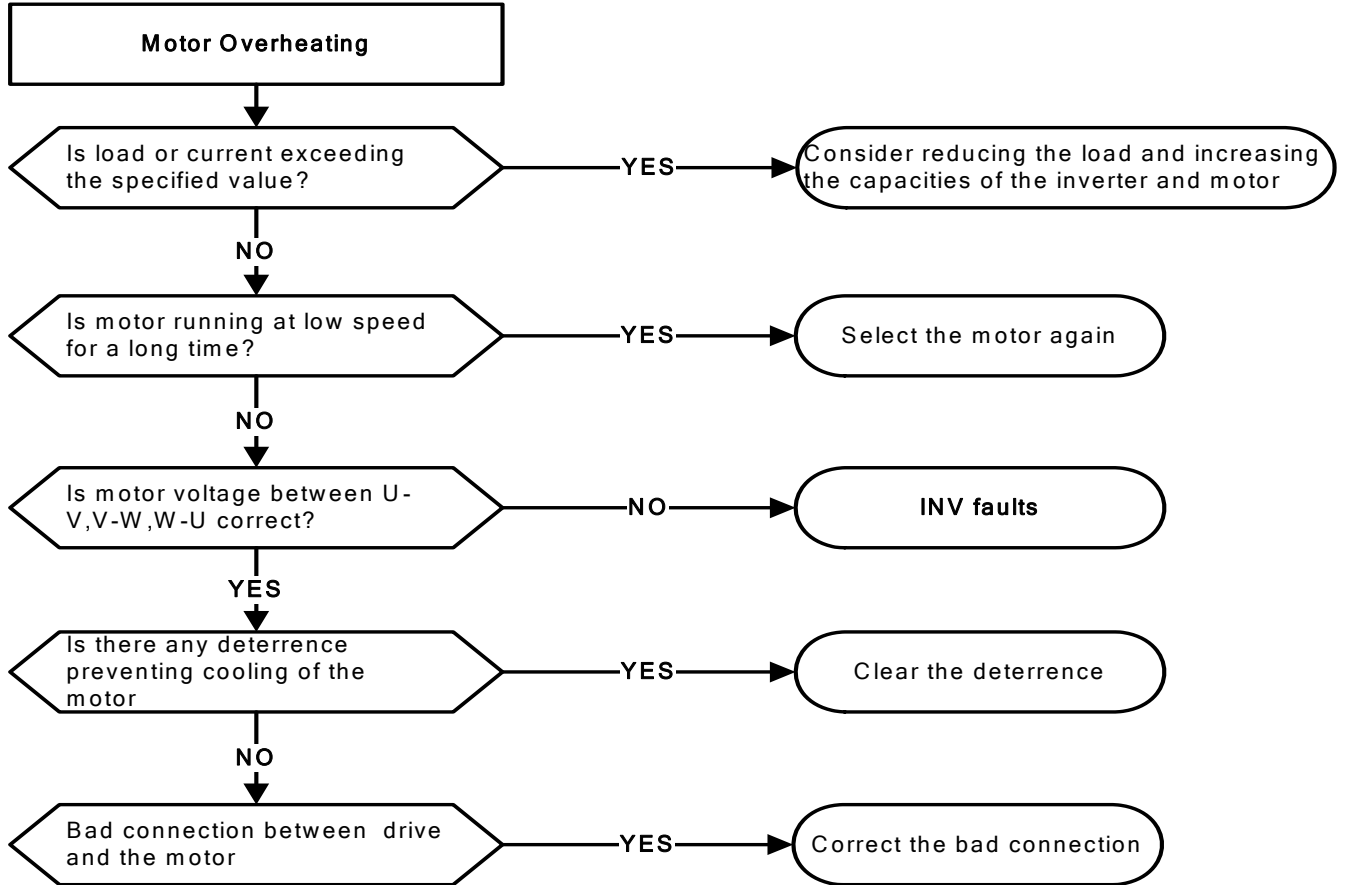 Motor Overheating
Is load or current exceeding
the specified value?
YES
Consider reducing the load and increasing
the capacities of the inverter and motor
NO
Is motor running at low speed
for a long time?
YES
Select the motor again
NO
Is motor voltage between U-
V,V-W,W-U correct?
NO
INV faults
YES
Is there any deterrence
preventing cooling of the
motor
YES
Clear the deterrence
NO
Bad connection between drive
and the motor
YES
Correct the bad connection